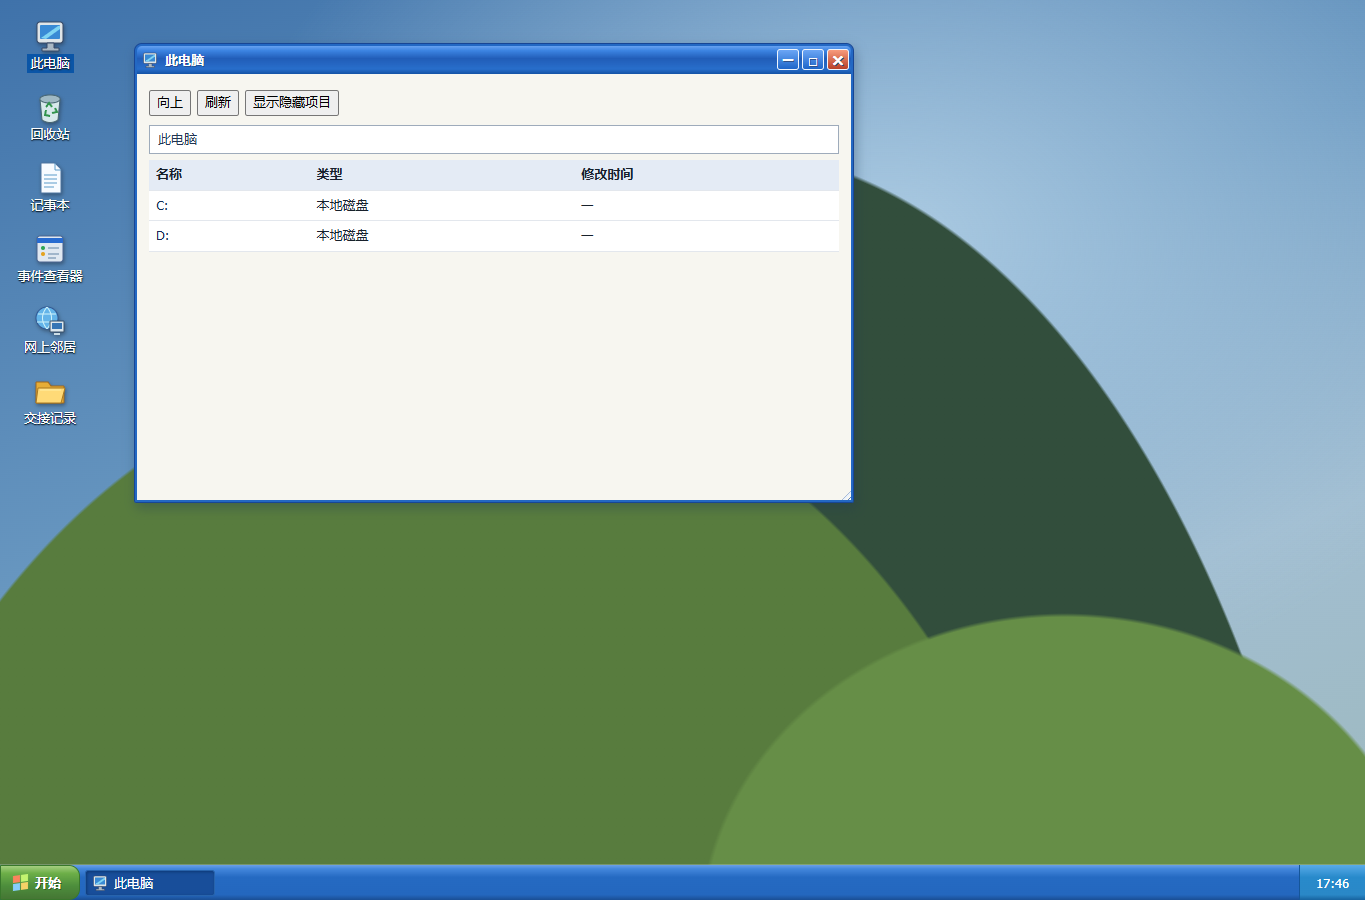 此电脑
回收站
记事本
事件查看器
网上邻居
交接记录
此电脑
向上 刷新 显示隐藏项目
此电脑
名称 类型 修改时间
C: 本地磁盘 —
D: 本地磁盘 —
开始 此电脑 17:46